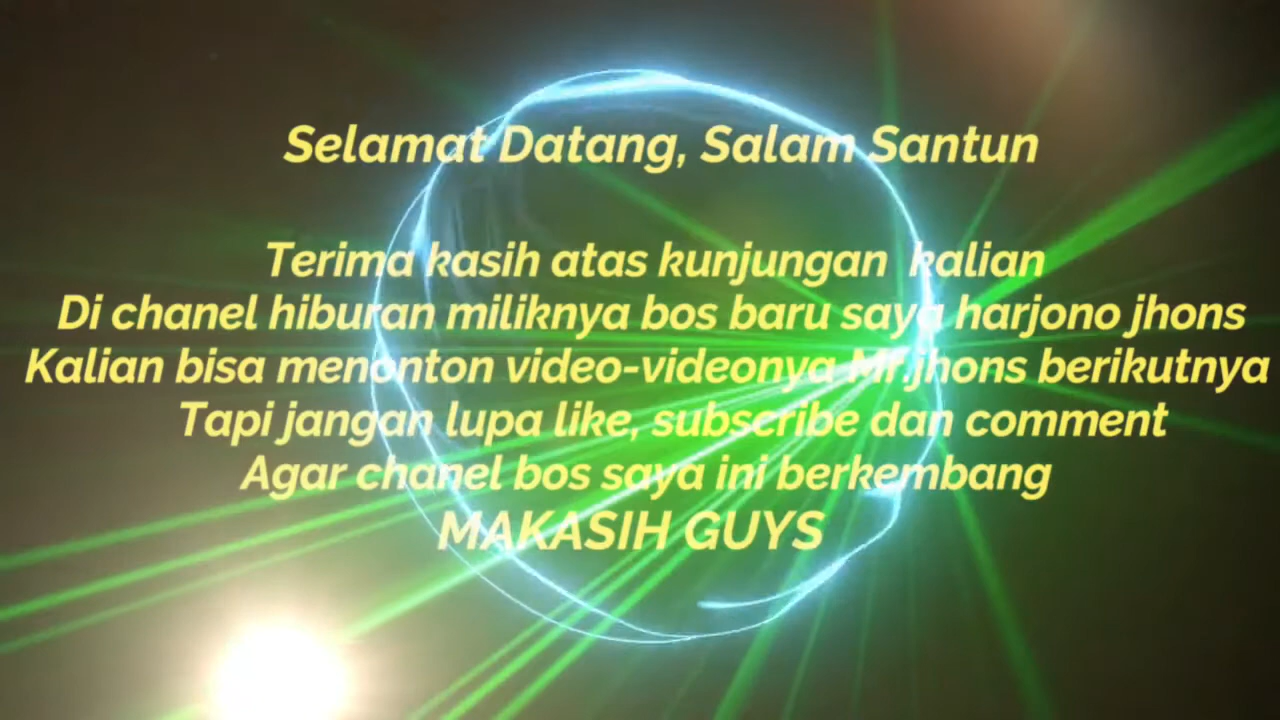 Selamat Datang, Salam Santun
Terima kasih atas kunjungan kalian
Di chanel hiburan miliknya bos baru saya harjono jhons
Kalian bisa menonton video-videonya Mr.jhons berikutnya
Tapi jangan lupa like, subscribe dan comment
Agar chanel bos saya ini berkembang
MAKASIH GUYS